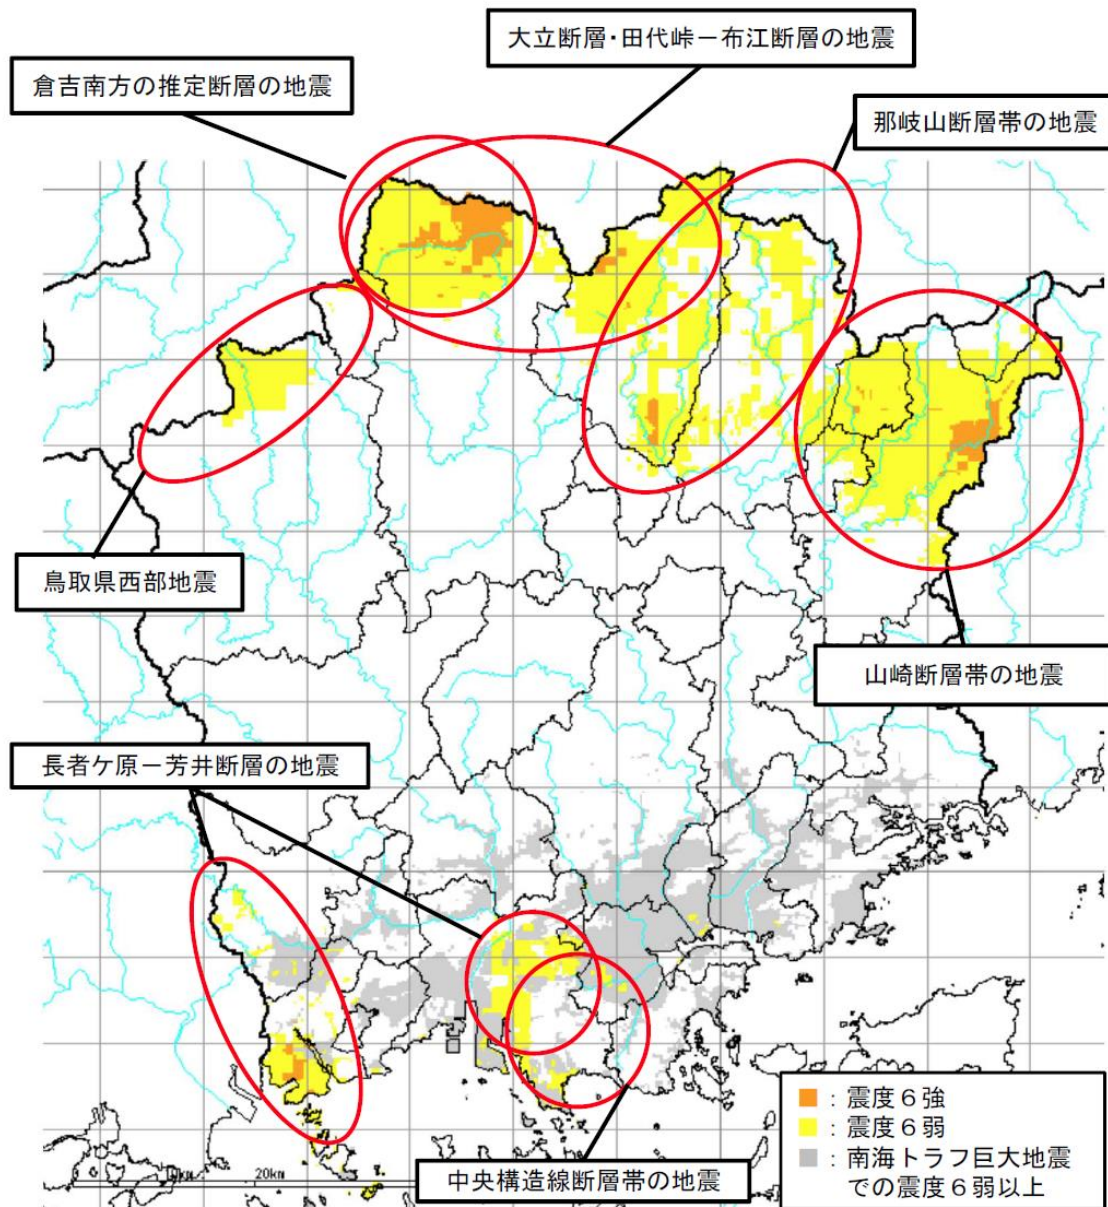 大立断層・田代峠－布江断層の地震
倉吉南方の推定断層の地震
那岐山断層帯の地震
鳥取県西部地震
山崎断層帯の地震
長者ケ原－芳井断層の地震
中央構造線断層帯の地震
20km
：震度６強
：震度６弱
：南海トラフ巨大地震
での震度６弱以上